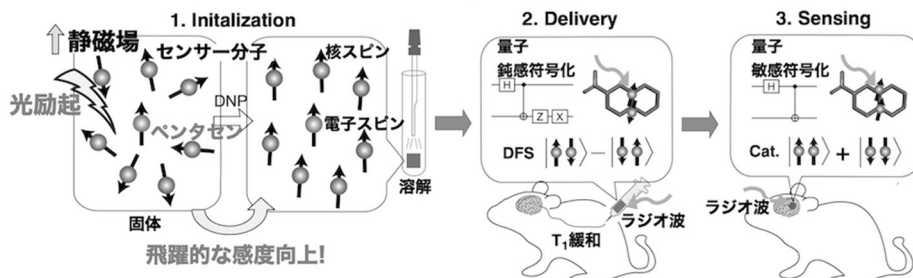 1. Initalization
静磁場
センサー分子
核スピン
光励起
DNP
ペンタセン
電子スピン
固体
溶解
飛躍的な感度向上!
2. Delivery
量子
鈍感符号化
H
Z
X
DFS |↑↓⟩ − |↓↑⟩
ラジオ波
T₁緩和
3. Sensing
量子
敏感符号化
H
Cat. |↑↑⟩ + |↓↓⟩
ラジオ波